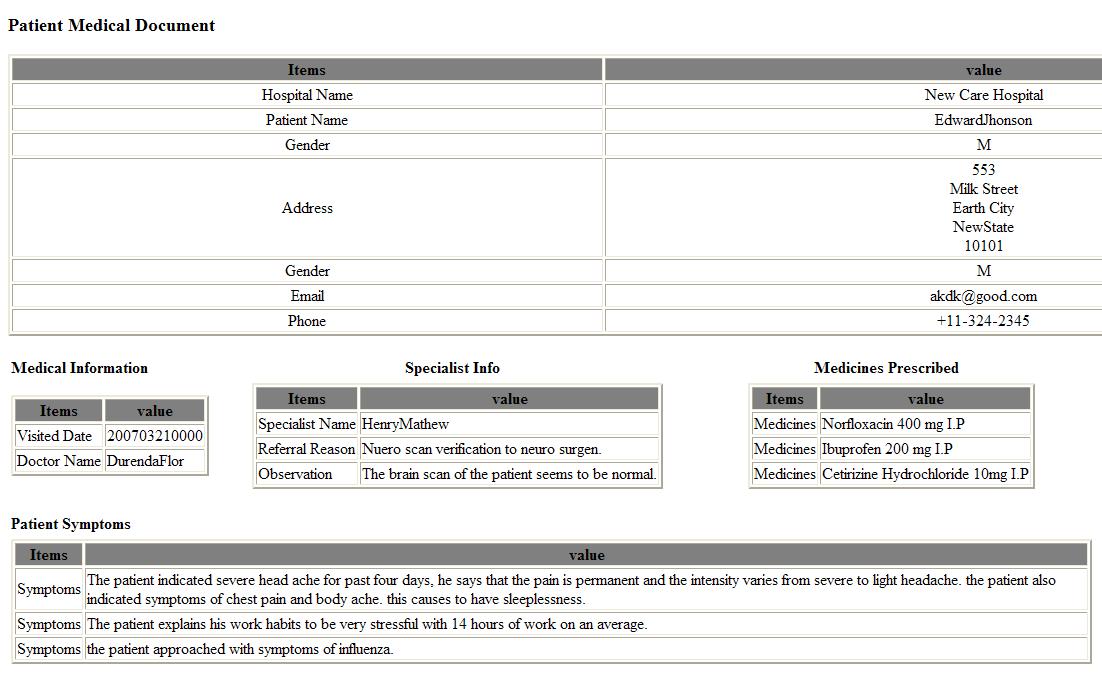 Patient Medical Document
Items value
Hospital Name New Care Hospital
Patient Name EdwardJhonson
Gender M
Address 553
Milk Street
Earth City
NewState
10101
Gender M
Email akdk@good.com
Phone +11-324-2345
Medical Information
Items value
Visited Date 200703210000
Doctor Name DurendaFlor
Specialist Info
Items value
Specialist Name HenryMathew
Referral Reason Nuero scan verification to neuro surgen.
Observation The brain scan of the patient seems to be normal.
Medicines Prescribed
Items value
Medicines Norfloxacin 400 mg I.P
Medicines Ibuprofen 200 mg I.P
Medicines Cetirizine Hydrochloride 10mg I.P
Patient Symptoms
Items value
Symptoms The patient indicated severe head ache for past four days, he says that the pain is permanent and the intensity varies from severe to light headache. the patient also
indicated symptoms of chest pain and body ache. this causes to have sleeplessness.
Symptoms The patient explains his work habits to be very stressful with 14 hours of work on an average.
Symptoms the patient approached with symptoms of influenza.